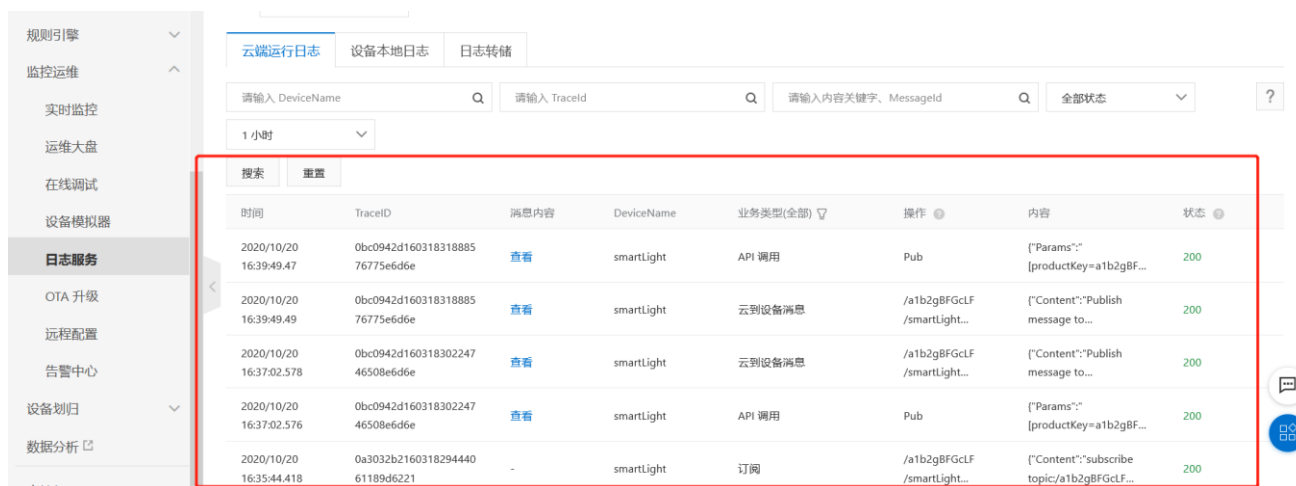 规则引擎
监控运维
实时监控
运维大盘
在线调试
设备模拟器
日志服务
OTA 升级
远程配置
告警中心
设备划归
数据分析
云端运行日志 设备本地日志 日志转储
请输入 DeviceName 请输入 TraceId 请输入内容关键字、MessageId 全部状态 ?
1 小时
搜索 重置
时间 TraceID 消息内容 DeviceName 业务类型(全部) 操作 内容 状态
2020/10/20 0bc0942d160318318885 {"Params":"
16:39:49.47 76775e6d6e 查看 smartLight API 调用 Pub [productKey=a1b2gBF... 200
2020/10/20 0bc0942d160318318885 /a1b2gBFGcLF {"Content":"Publish
16:39:49.49 76775e6d6e 查看 smartLight 云到设备消息 /smartLight... message to... 200
2020/10/20 0bc0942d160318302247 /a1b2gBFGcLF {"Content":"Publish
16:37:02.578 46508e6d6e 查看 smartLight 云到设备消息 /smartLight... message to... 200
2020/10/20 0bc0942d160318302247 {"Params":"
16:37:02.576 46508e6d6e 查看 smartLight API 调用 Pub [productKey=a1b2gBF... 200
2020/10/20 0a3032b2160318294440 /a1b2gBFGcLF {"Content":"subscribe
16:35:44.418 61189d6221 - smartLight 订阅 /smartLight... topic:/a1b2gBFGcLF... 200